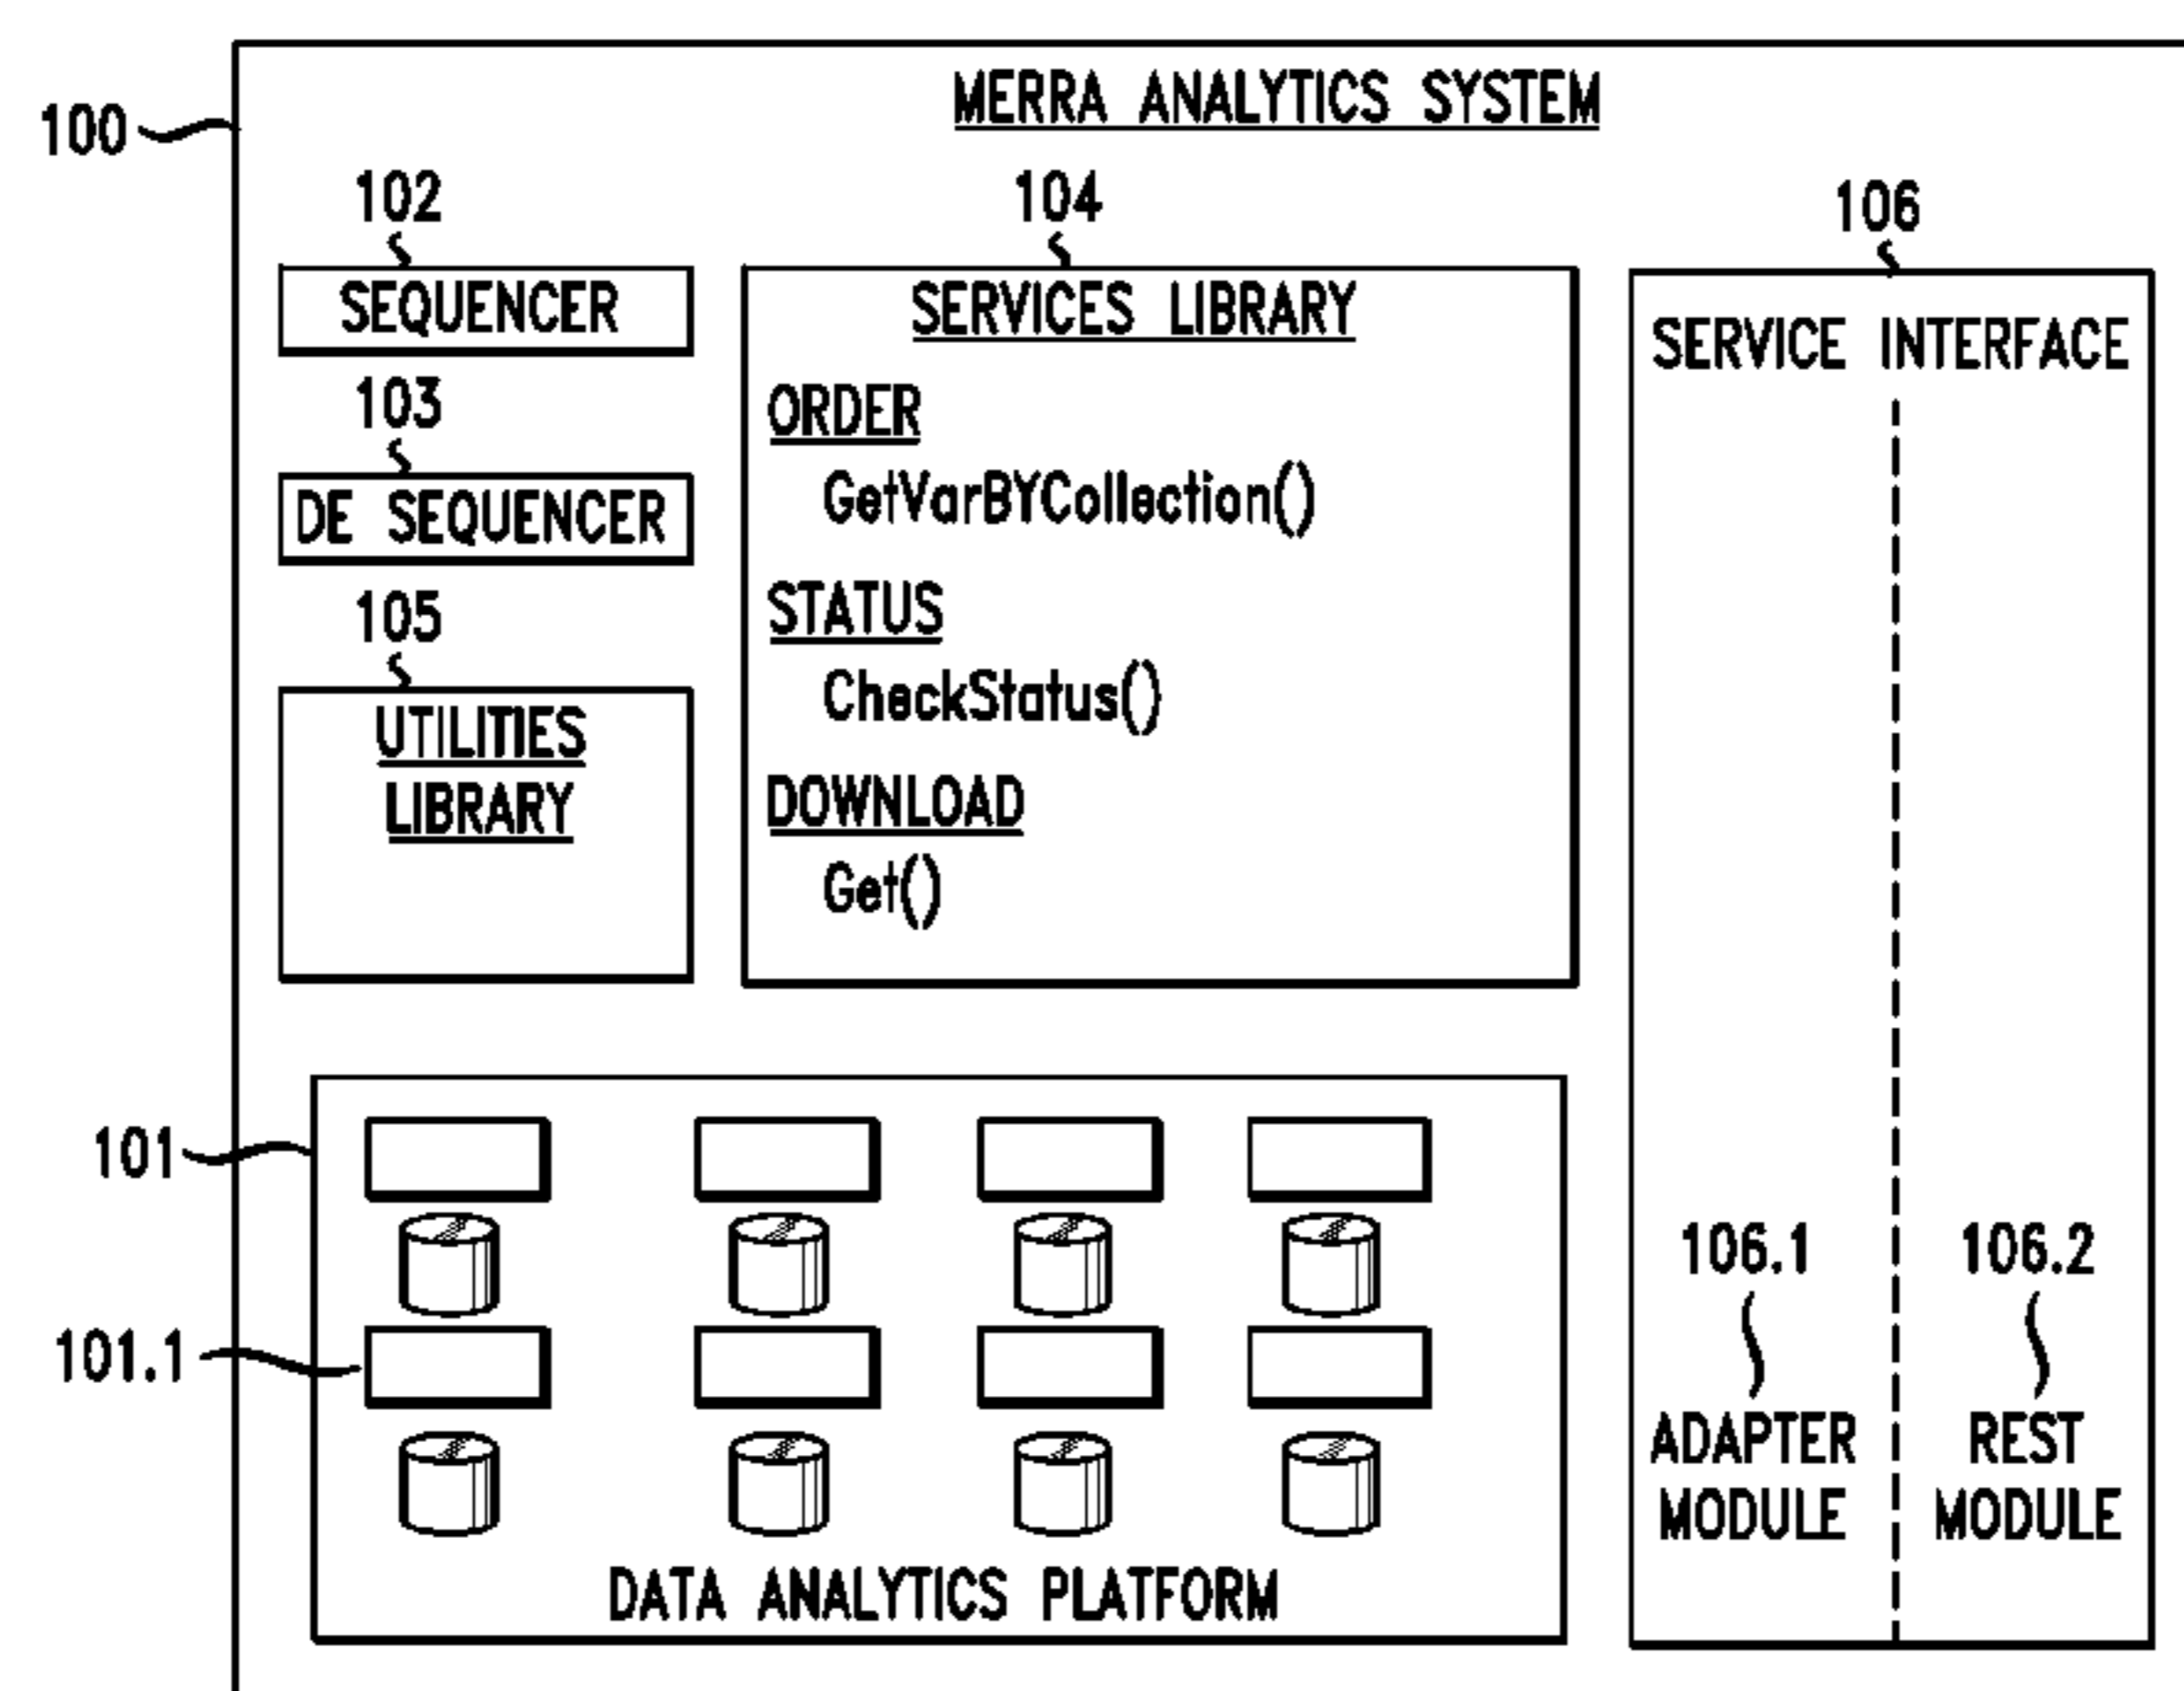 MERRA ANALYTICS SYSTEM
100
102
SEQUENCER
103
DE SEQUENCER
105
UTILITIES
LIBRARY
104
SERVICES LIBRARY
ORDER
GetVarBYCollection()
STATUS
CheckStatus()
DOWNLOAD
Get()
106
SERVICE INTERFACE
106.1
ADAPTER
MODULE
106.2
REST
MODULE
101
101.1
DATA ANALYTICS PLATFORM